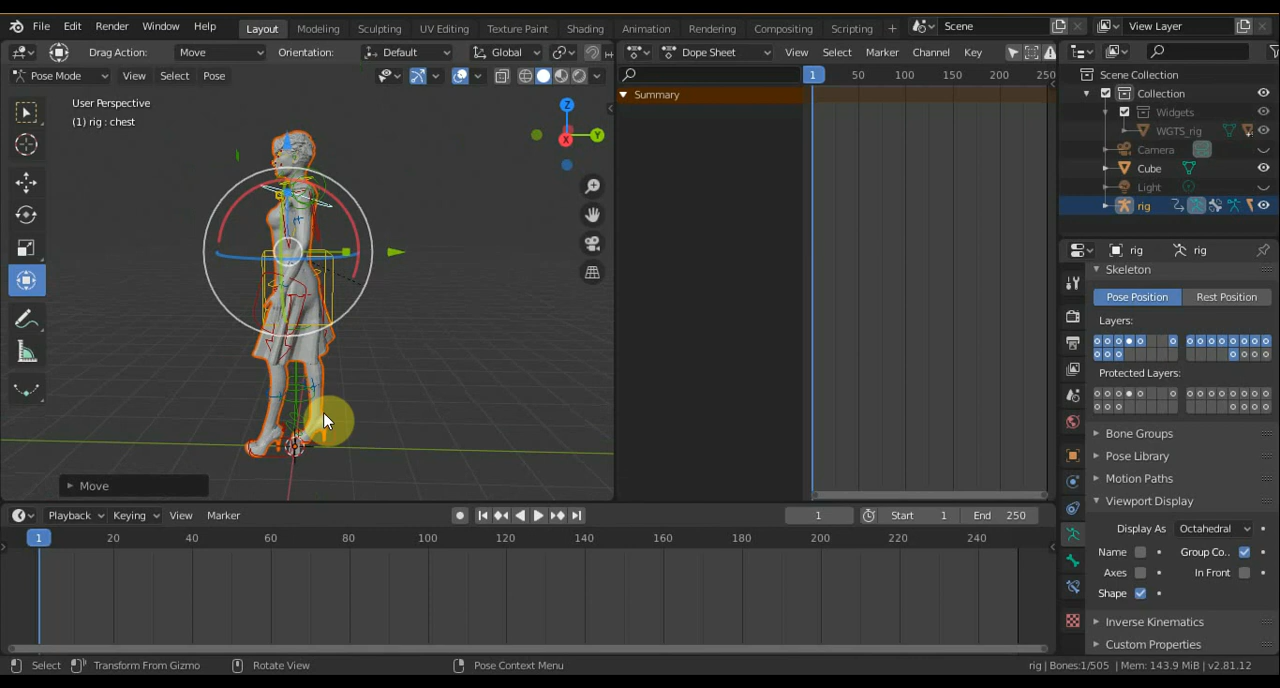 File Edit Render Window Help Layout Modeling Sculpting UV Editing Texture Paint Shading Animation Rendering Compositing Scripting + Scene View Layer
Drag Action: Move Orientation: Default Global Dope Sheet View Select Marker Channel Key
Pose Mode View Select Pose 1 50 100 150 200 250 Scene Collection
User Perspective Summary Collection
(1) rig : chest Widgets
Z WGTS_rig
X Y Camera
Cube
Light
rig
rig rig
Skeleton
Pose Position Rest Position
Layers:
Protected Layers:
Bone Groups
Pose Library
Move Motion Paths
Viewport Display
Playback Keying View Marker 1 Start 1 End 250
Display As Octahedral
1 20 40 60 80 100 120 140 160 180 200 220 240
Name Group Co..
Axes In Front
Shape
Inverse Kinematics
Custom Properties
Select Transform From Gizmo Rotate View Pose Context Menu rig | Bones:1/505 | Mem: 143.9 MiB | v2.81.12